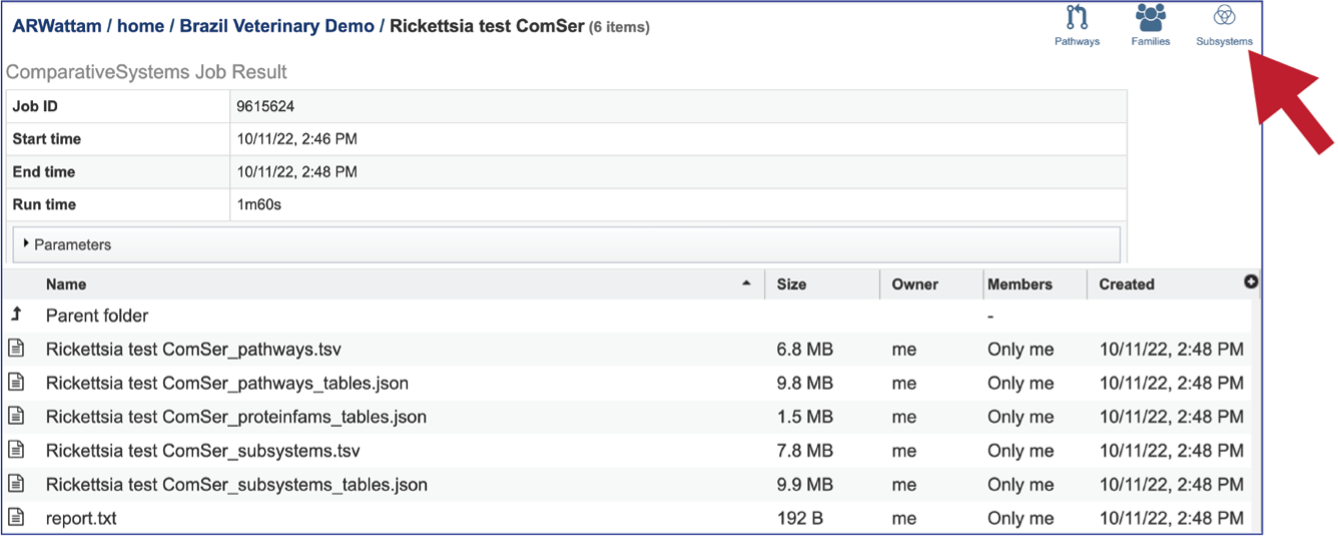 ARWattam / home / Brazil Veterinary Demo / Rickettsia test ComSer (6 items)
Pathways Families Subsystems
ComparativeSystems Job Result
Job ID 9615624
Start time 10/11/22, 2:46 PM
End time 10/11/22, 2:48 PM
Run time 1m60s
Parameters
Name Size Owner Members Created
Parent folder -
Rickettsia test ComSer_pathways.tsv 6.8 MB me Only me 10/11/22, 2:48 PM
Rickettsia test ComSer_pathways_tables.json 9.8 MB me Only me 10/11/22, 2:48 PM
Rickettsia test ComSer_proteinfams_tables.json 1.5 MB me Only me 10/11/22, 2:48 PM
Rickettsia test ComSer_subsystems.tsv 7.8 MB me Only me 10/11/22, 2:48 PM
Rickettsia test ComSer_subsystems_tables.json 9.9 MB me Only me 10/11/22, 2:48 PM
report.txt 192 B me Only me 10/11/22, 2:48 PM